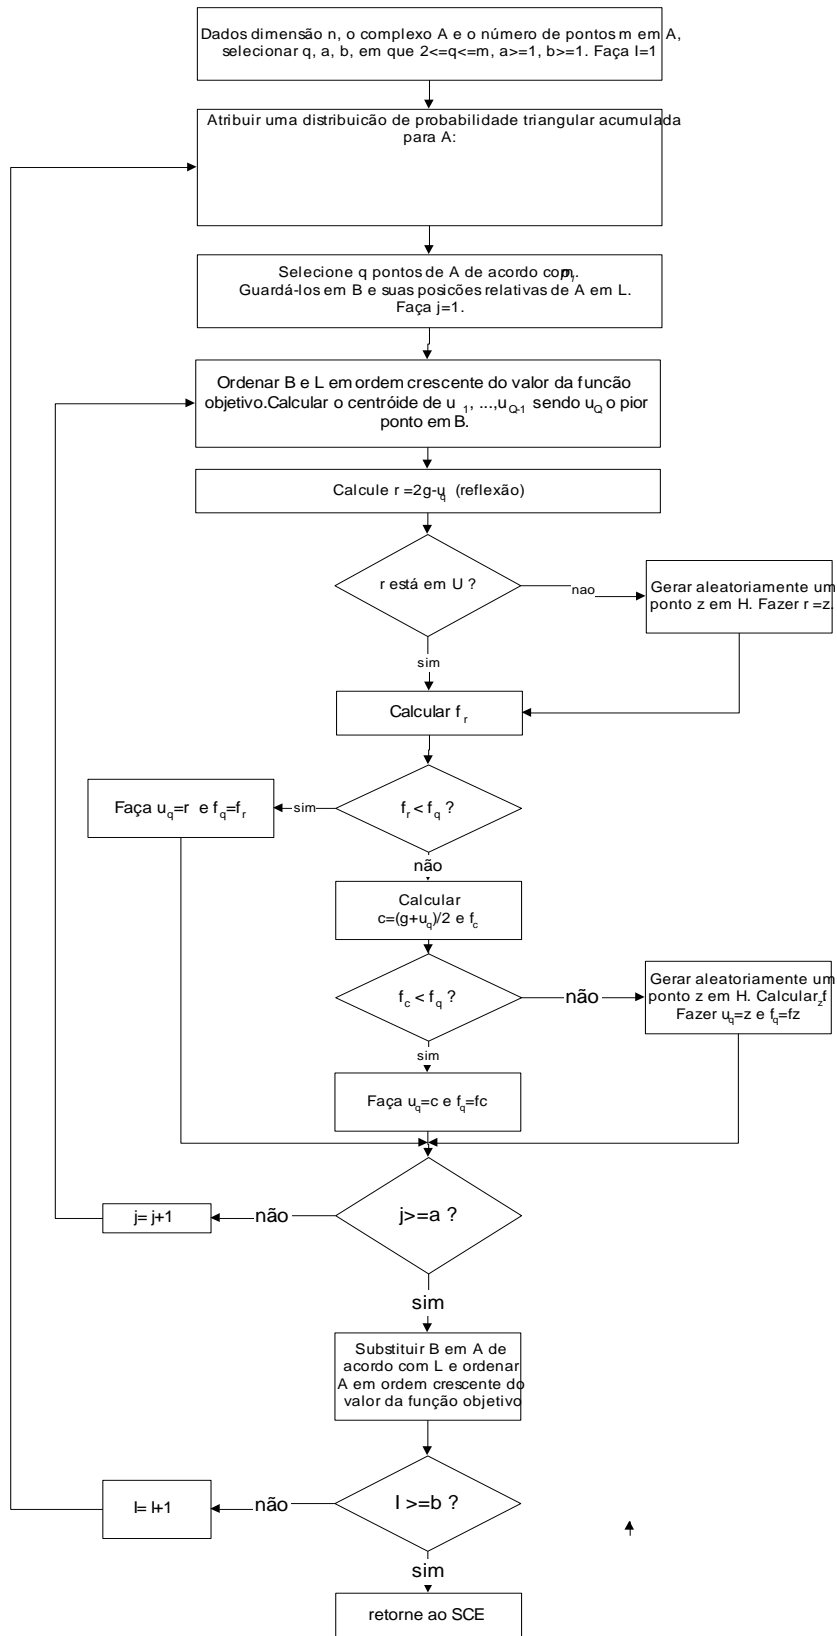 Dados dimensão n, o complexo A e o número de pontos m em A,
selecionar q, a, b, em que 2<=q<=m, a>=1, b>=1. Faça I=1
Atribuir uma distribuicão de probabilidade triangular acumulada
para A:
Selecione q pontos de A de acordo com
Guardá-los em B e suas posicões relativas de A em L.
Faça j=1.
Ordenar B e L em ordem crescente do valor da funcão
objetivo.Calcular o centróide de u 1, ...,uQ-1 sendo uQ o pior
ponto em B.
Calcule r =2g-uq (reflexão)
r está em U ?
nao
Gerar aleatoriamente um
ponto z em H. Fazer r =z.
sim
Calcular f r
Faça uq=r e fq=fr
sim
fr < fq ?
não
Calcular
c=(g+uq)/2 e fc
fc < fq ?
não
Gerar aleatoriamente um
ponto z em H. Calcular zf
Fazer uq=z e fq=fz
sim
Faça uq=c e fq=fc
j= j+1
não
j>=a ?
sim
Substituir B em A de
acordo com L e ordenar
A em ordem crescente do
valor da função objetivo
I= I+1
não
I >=b ?
sim
retorne ao SCE